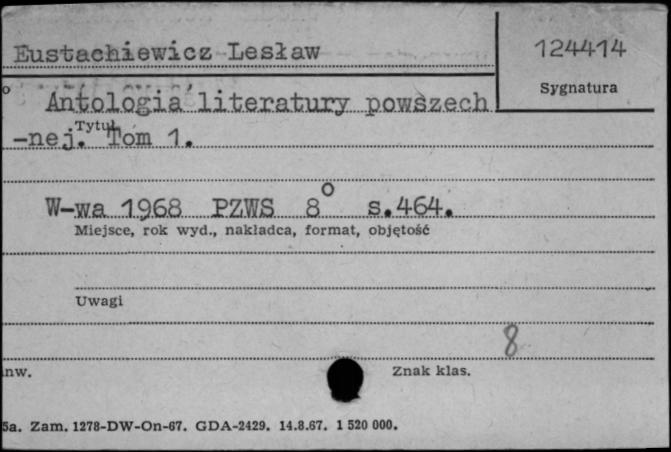 Eustachiewicz Lesław
124414
Sygnatura
Antologia literatury powszech
-nej. Tom 1.
Tytuł
W-wa 1968 PZWS 8° s.464.
Miejsce, rok wyd., nakładca, format, objętość
Uwagi
8
nw.
Znak klas.
5a. Zam. 1278-DW-On-67. GDA-2429. 14.8.67. 1 520 000.